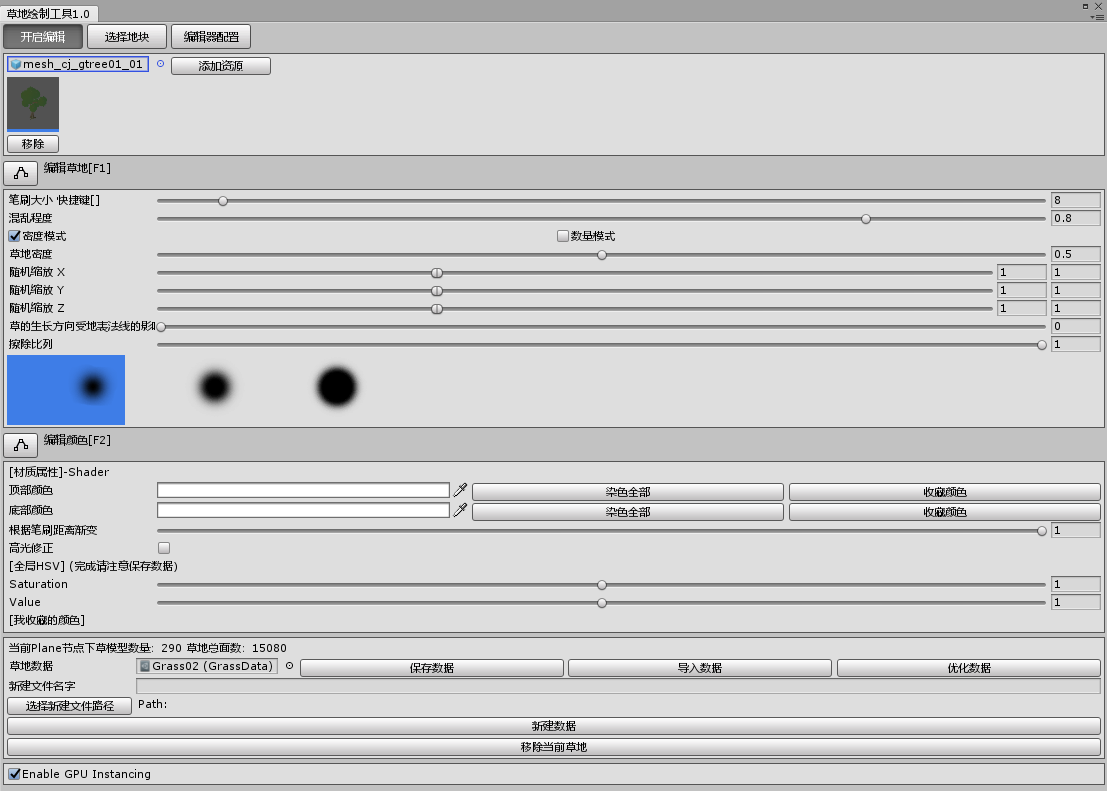 草地绘制工具1.0
开启编辑 选择地块 编辑器配置
mesh_cj_gtree01_01 添加资源
移除
编辑草地[F1]
笔刷大小 快捷键[] 8
混乱程度 0.8
密度模式 数量模式
草地密度 0.5
随机缩放 X 1 1
随机缩放 Y 1 1
随机缩放 Z 1 1
草的生长方向受地表法线的影 0
擦除比列 1
编辑颜色[F2]
[材质属性]-Shader
顶部颜色 染色全部 收藏颜色
底部颜色 染色全部 收藏颜色
根据笔刷距离渐变 1
高光修正
[全局HSV] (完成请注意保存数据)
Saturation 1
Value 1
[我收藏的颜色]
当前Plane节点下草模型数量: 290 草地总面数: 15080
草地数据 Grass02 (GrassData) 保存数据 导入数据 优化数据
新建文件名字
选择新建文件路径 Path:
新建数据
移除当前草地
Enable GPU Instancing